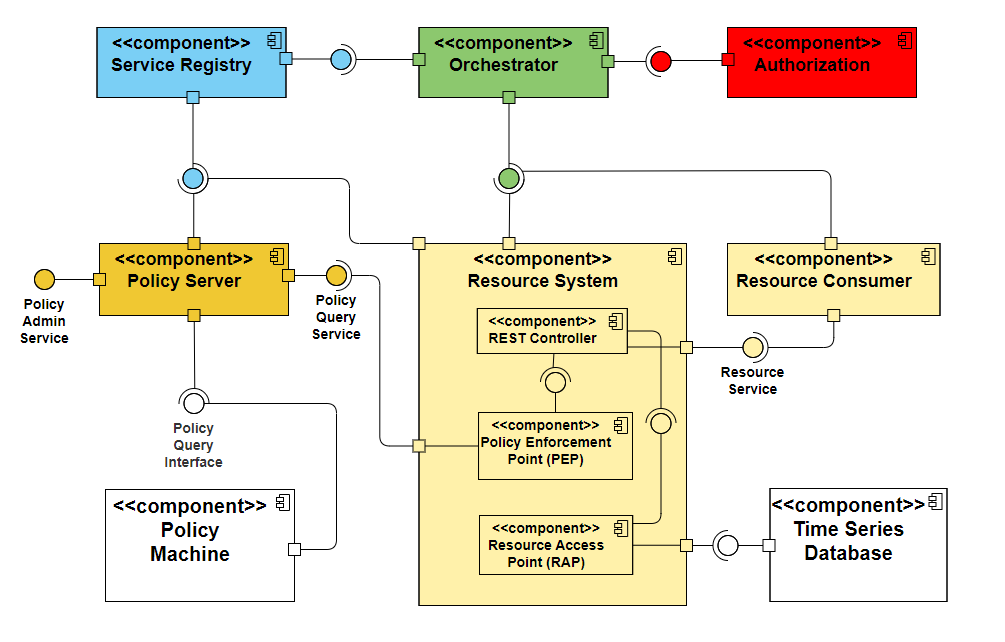 <<component>>
Service Registry
<<component>>
Orchestrator
<<component>>
Authorization
<<component>>
Policy Server
<<component>>
Resource System
<<component>>
Resource Consumer
Policy
Admin
Service
Policy
Query
Service
<<component>>
REST Controller
Resource
Service
<<component>>
Policy Enforcement
Point (PEP)
Policy
Query
Interface
<<component>>
Policy
Machine
<<component>>
Resource Access
Point (RAP)
<<component>>
Time Series
Database